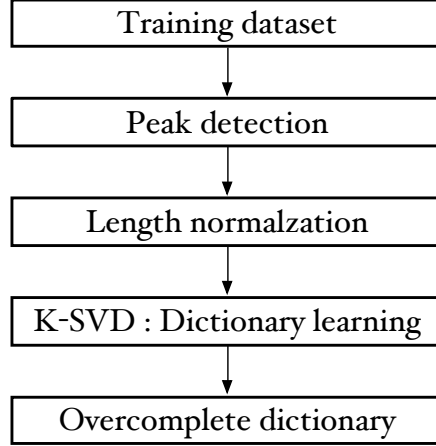 Training dataset
Peak detection
Length normalzation
K-SVD : Dictionary learning
Overcomplete dictionary